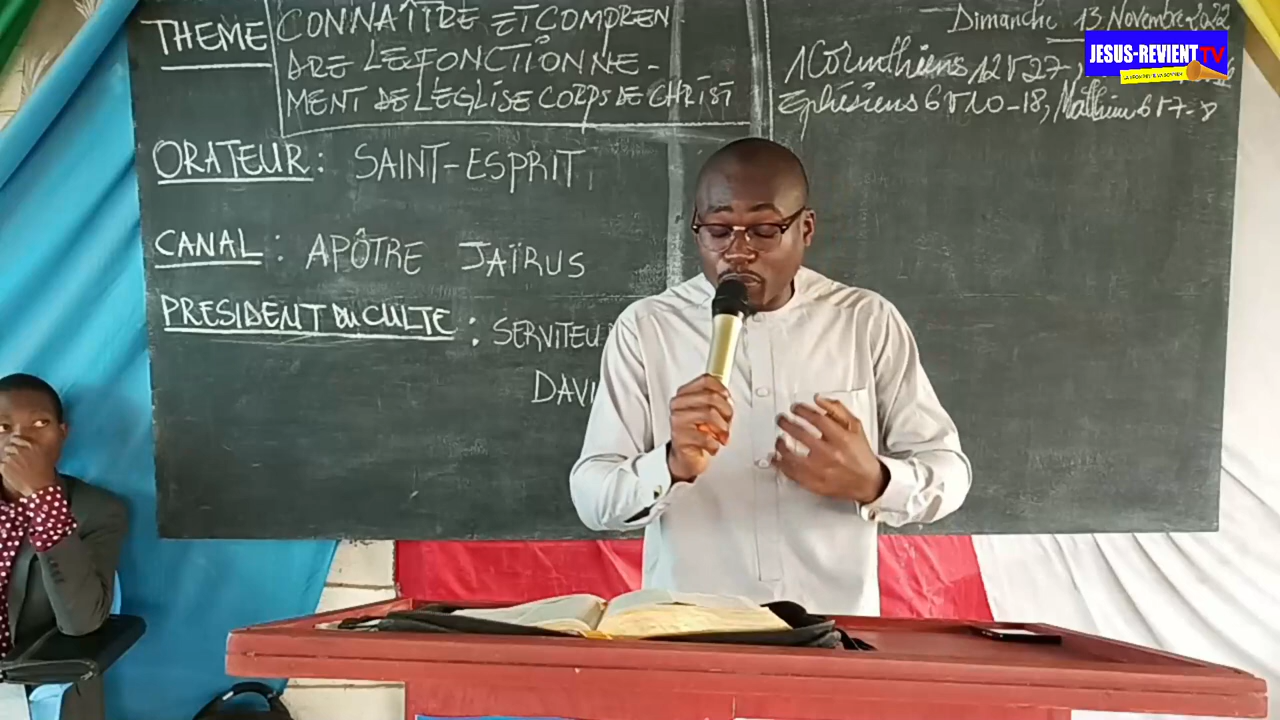 THEME
CONNAÎTRE ET COMPREN
DRE LE FONCTIONNE-
MENT DE L'EGLISE CORPS DE CHRIST
ORATEUR : SAINT-ESPRIT,
CANAL : APÔTRE JAÏRUS
PRESIDENT DU CULTE : SERVITEU
DAVI
Dimanche 13 Novembre 2022
1 Corinthiens 12 V 27,
Ephésiens 6 V 10-18, Mathieu 6 V 7-8
JESUS-REVIENT TV